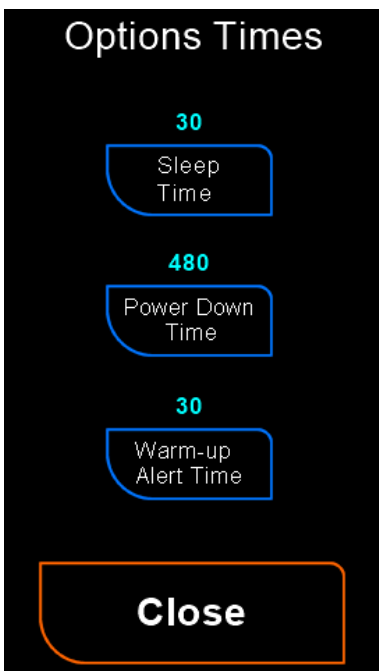 Options Times
30
Sleep
Time
480
Power Down
Time
30
Warm-up
Alert Time
Close